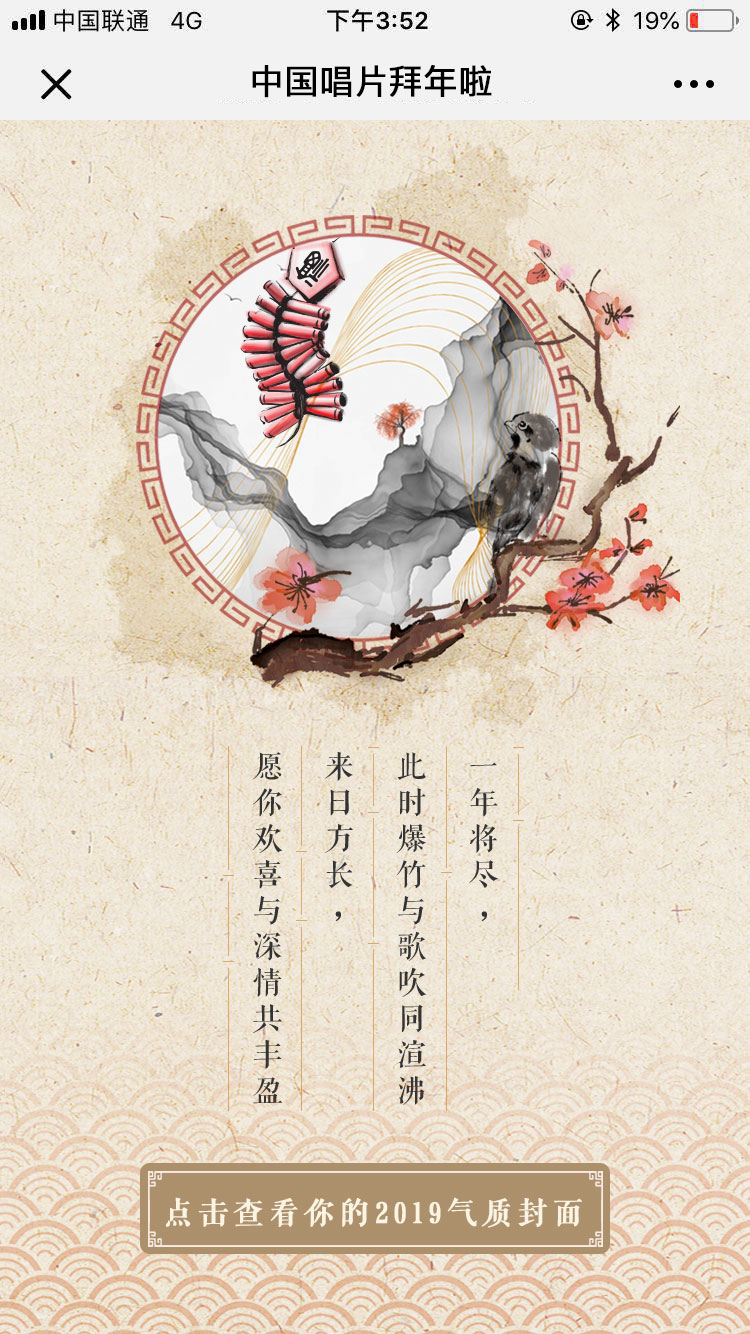 中国联通 4G 下午3:52 19%
中国唱片拜年啦
一年将尽，
此时爆竹与歌吹同渲沸
来日方长，
愿你欢喜与深情共丰盈
点击查看你的2019气质封面